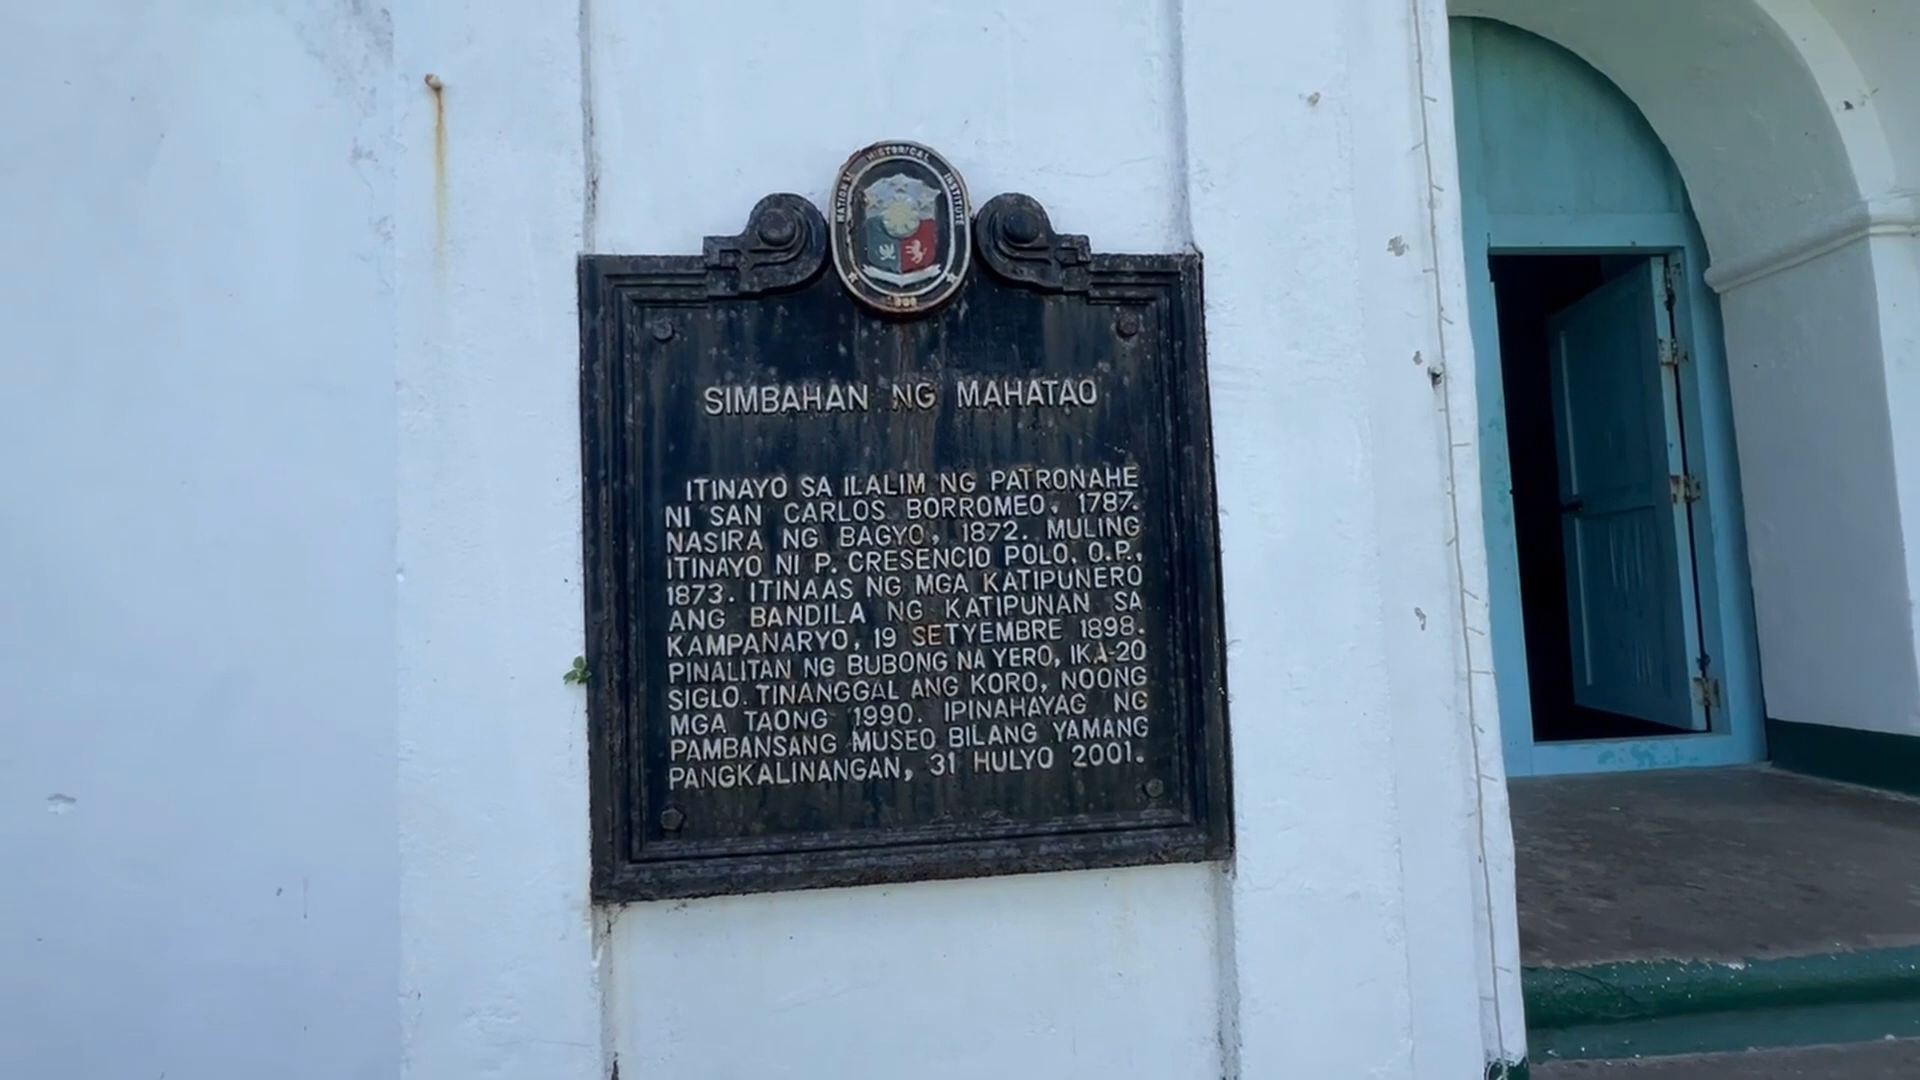 NATIONAL HISTORICAL INSTITUTE
SIMBAHAN NG MAHATAO
ITINAYO SA ILALIM NG PATRONAHE
NI SAN CARLOS BORROMEO, 1787.
NASIRA NG BAGYO, 1872. MULING
ITINAYO NI P. CRESENCIO POLO, O.P.,
1873. ITINAAS NG MGA KATIPUNERO
ANG BANDILA NG KATIPUNAN SA
KAMPANARYO, 19 SETYEMBRE 1898.
PINALITAN NG BUBONG NA YERO, IKA-20
SIGLO. TINANGGAL ANG KORO, NOONG
MGA TAONG 1990. IPINAHAYAG NG
PAMBANSANG MUSEO BILANG YAMANG
PANGKALINANGAN, 31 HULYO 2001.